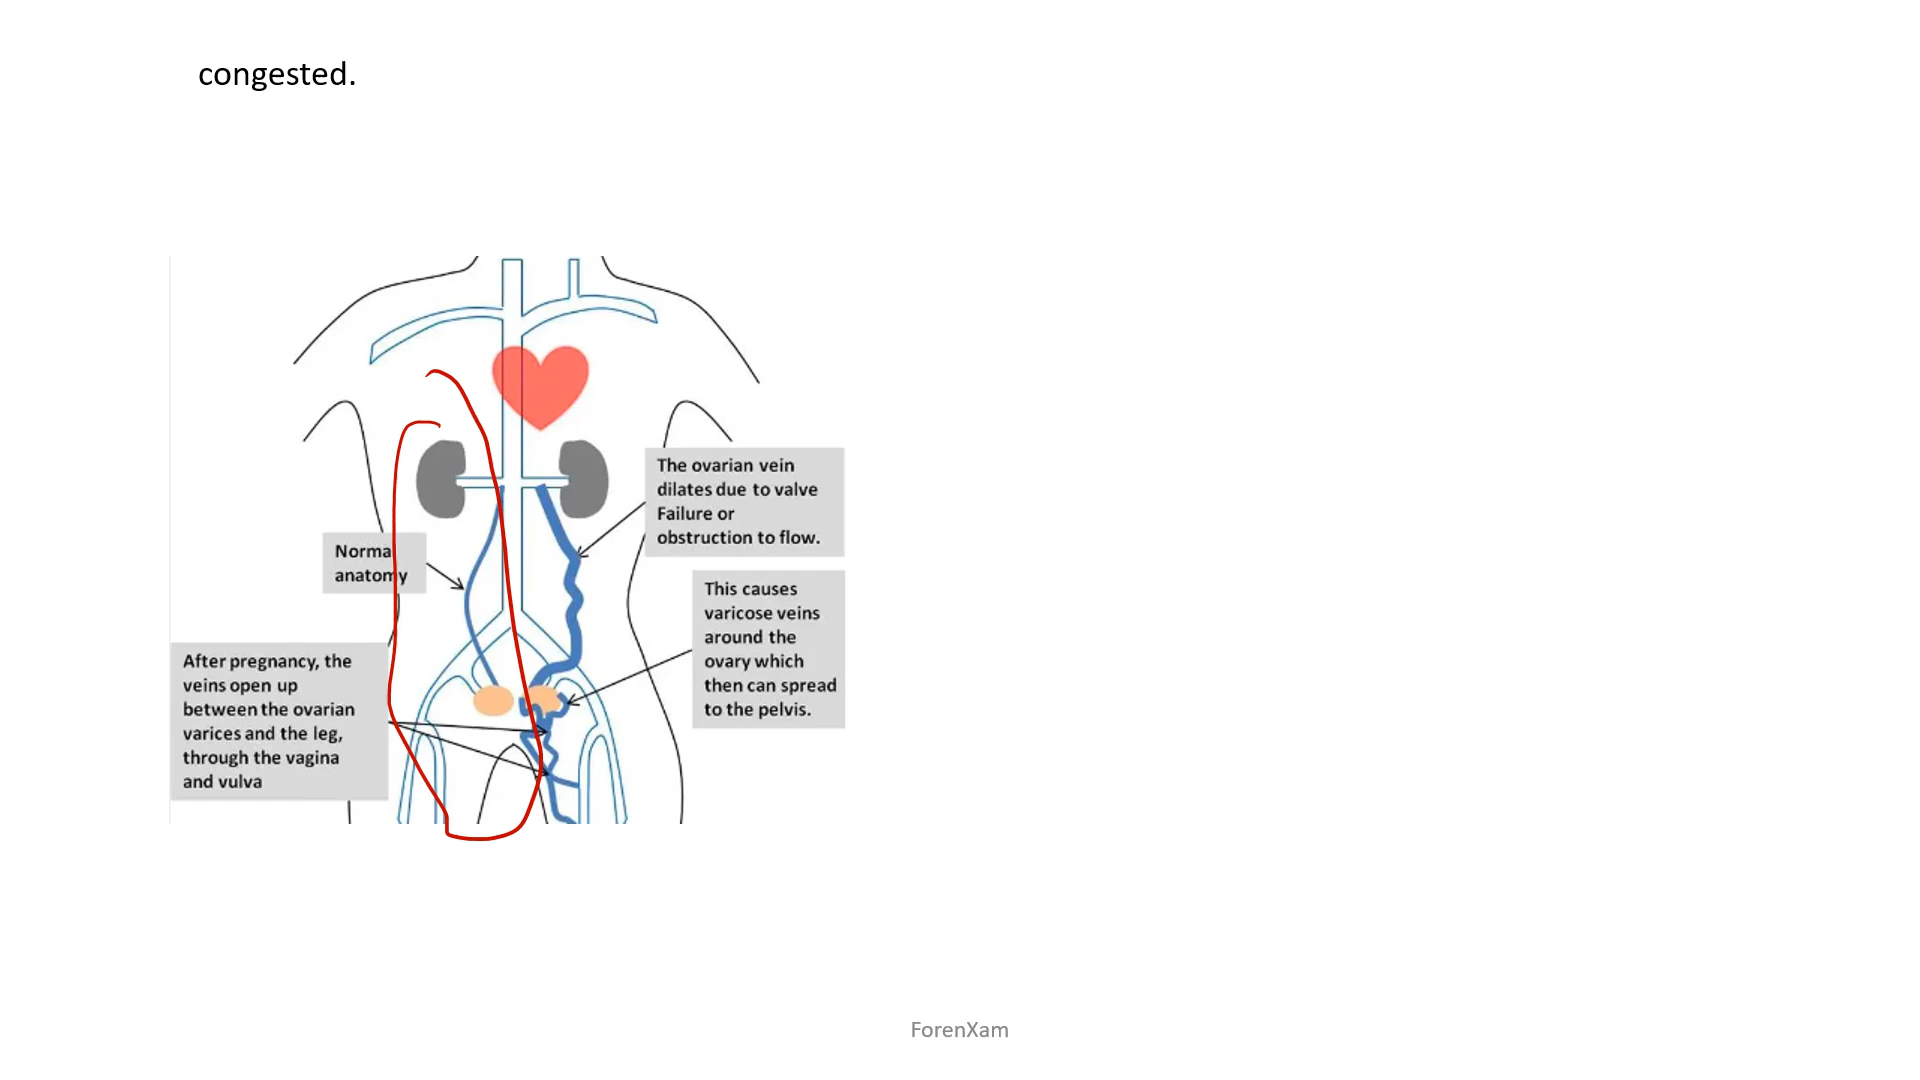 congested.
The ovarian vein
dilates due to valve
Failure or
obstruction to flow.
Normal
anatomy
This causes
varicose veins
around the
ovary which
then can spread
to the pelvis.
After pregnancy, the
veins open up
between the ovarian
varices and the leg,
through the vagina
and vulva
ForenXam